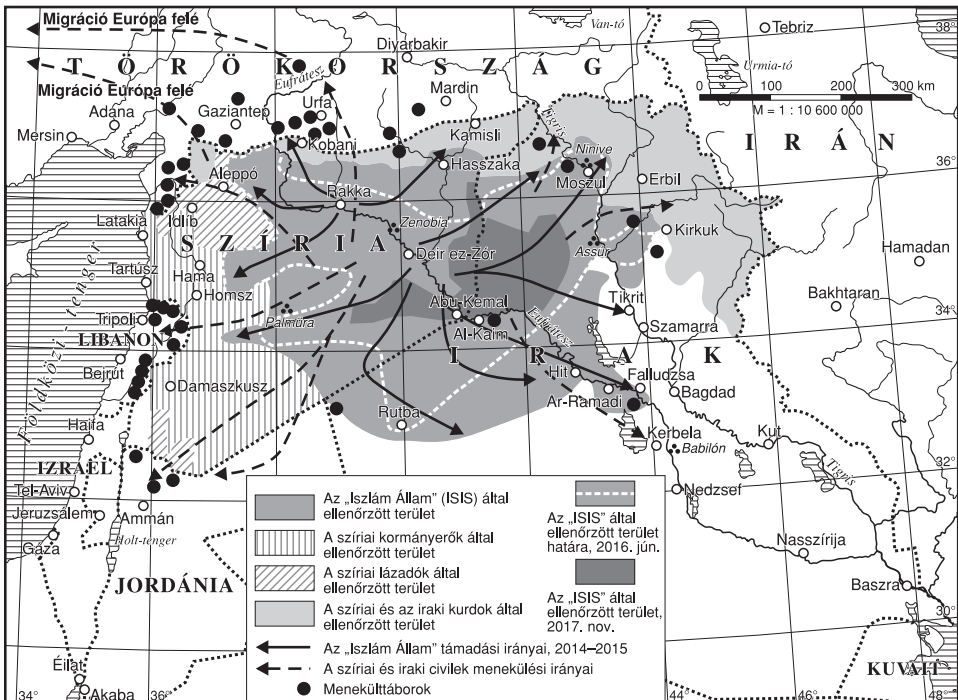 Migráció Európa felé
Van-tó
Tebriz
38°
Diyarbakir
TÖRÖKORSZÁG
Eufrátesz
Urmia-tó
Migráció Európa felé
Mardin
Adana
Gaziantep
Urfa
0 100 200 300 km
M = 1 : 10 600 000
Mersin
Kobani
Kamisli
Tigris
IRÁN
Aleppó
Hasszaka
Ninive
Moszul
Erbil
36°
Rakka
Latakia
Idlíb
Zenobia
Kirkuk
SZÍRIA
Assur
Deir ez-Zór
Hamadan
Tartúsz
Hama
Homsz
Földközi-tenger
Palmüra
Abu-Kemal
Tikrit
Bakhtaran
Tripoli
Al-Kaim
Szamarra
34°
LIBANON
Eufrátesz
IRAK
Bejrút
Damaszkusz
Hit
Falludzsa
Ar-Ramadi
Bagdad
Rutba
Haifa
Kerbela
Babilón
Kut
IZRAEL
Tigris
32°
Tel-Aviv
Nedzsef
Jeruzsálem
Ammán
Gáza
Holt-tenger
Nasszírija
JORDÁNIA
Baszra
30°
Éilat
Akaba
KUVAIT
34°
36°
44°
46°
48°
Az „Iszlám Állam” (ISIS) által
ellenőrzött terület
A szíriai kormányerők által
ellenőrzött terület
A szíriai lázadók által
ellenőrzött terület
A szíriai és az iraki kurdok által
ellenőrzött terület
Az „Iszlám Állam” támadási irányai, 2014–2015
A szíriai és iraki civilek menekülési irányai
Menekülttáborok
Az „ISIS” által
ellenőrzött terület
határa, 2016. jún.
Az „ISIS” által
ellenőrzött terület,
2017. nov.